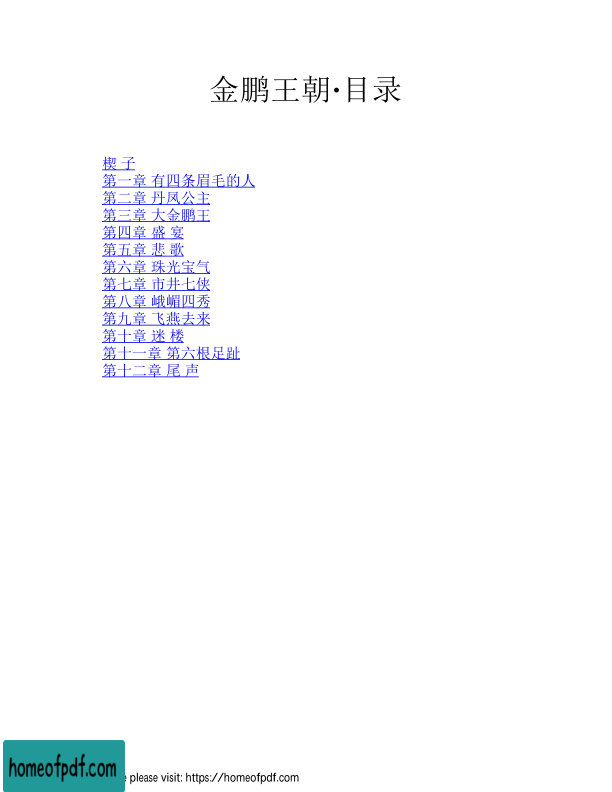 金鹏王朝·目录
楔 子
第一章 有四条眉毛的人
第二章 丹凤公主
第三章 大金鹏王
第四章 盛 宴
第五章 悲 歌
第六章 珠光宝气
第七章 市井七侠
第八章 峨嵋四秀
第九章 飞燕去来
第十章 迷 楼
第十一章 第六根足趾
第十二章 尾 声
homeofpdf.com
please visit: https://homeofpdf.com